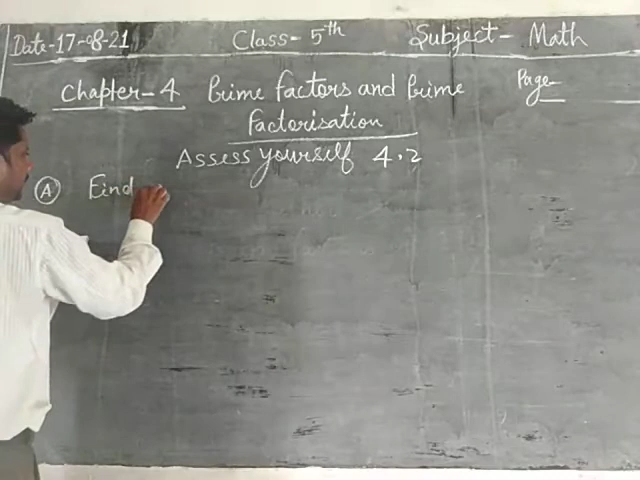 Date-17-08-21 Class-5th Subject- Math
Chapter-4 Prime factors and Prime Page-
Factorisation
Assess yourself 4.2
(A) Find